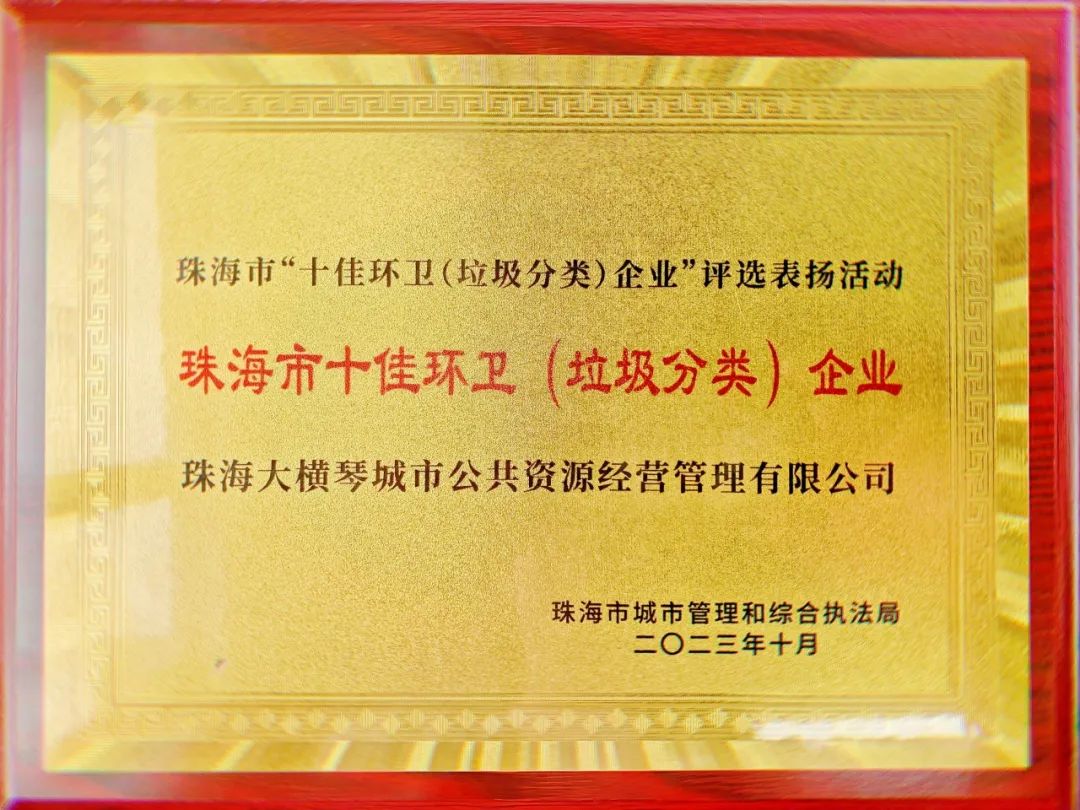 珠海市“十佳环卫(垃圾分类)企业”评选表扬活动
珠海市十佳环卫（垃圾分类）企业
珠海大横琴城市公共资源经营管理有限公司
珠海市城市管理和综合执法局
二〇二三年十月